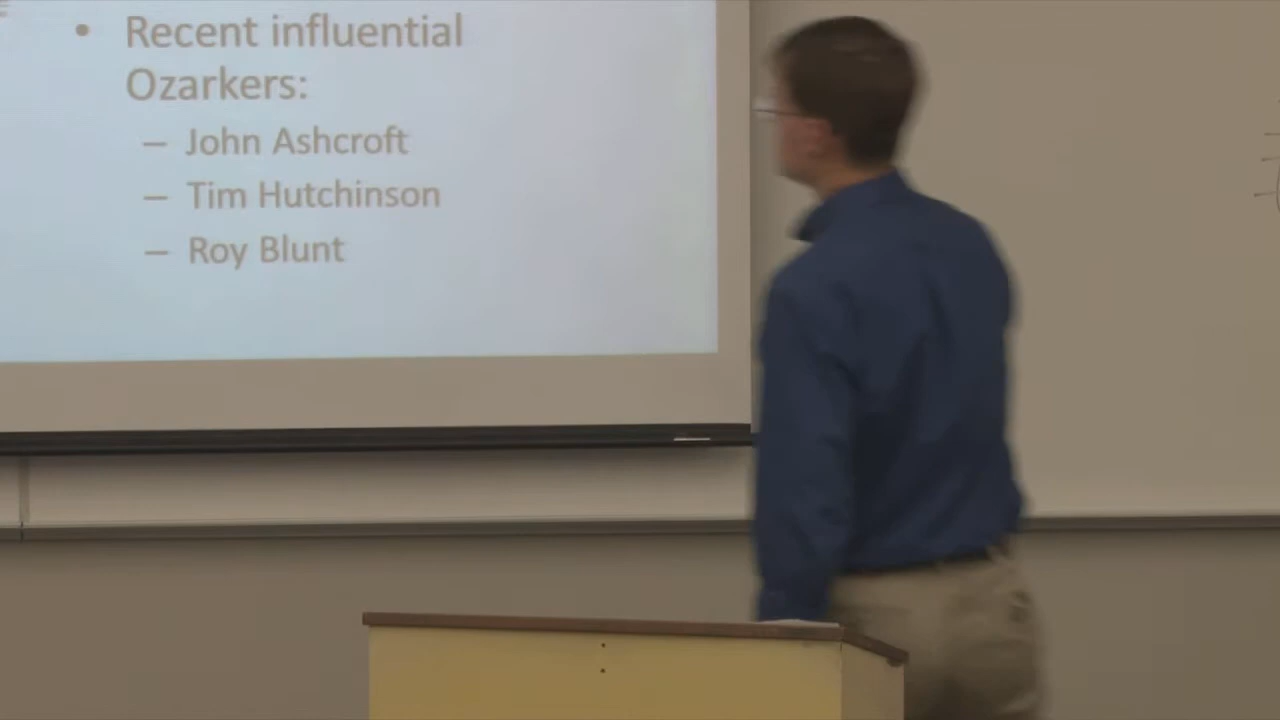 • Recent influential
Ozarkers:
– John Ashcroft
– Tim Hutchinson
– Roy Blunt